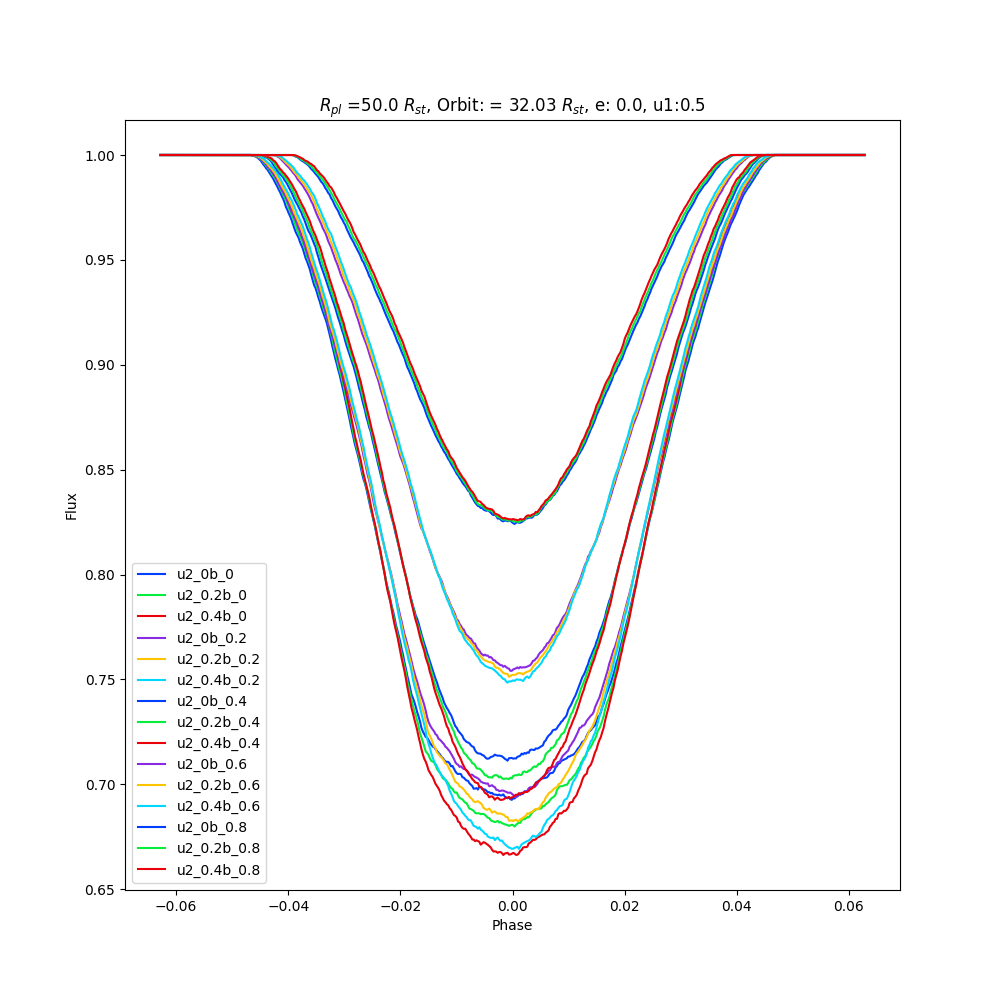 R_pl =50.0 R_st, Orbit: = 32.03 R_st, e: 0.0, u1:0.5
1.00
0.95
0.90
0.85
0.80
0.75
0.70
0.65
Flux
u2_0b_0
u2_0.2b_0
u2_0.4b_0
u2_0b_0.2
u2_0.2b_0.2
u2_0.4b_0.2
u2_0b_0.4
u2_0.2b_0.4
u2_0.4b_0.4
u2_0b_0.6
u2_0.2b_0.6
u2_0.4b_0.6
u2_0b_0.8
u2_0.2b_0.8
u2_0.4b_0.8
−0.06 −0.04 −0.02 0.00 0.02 0.04 0.06
Phase